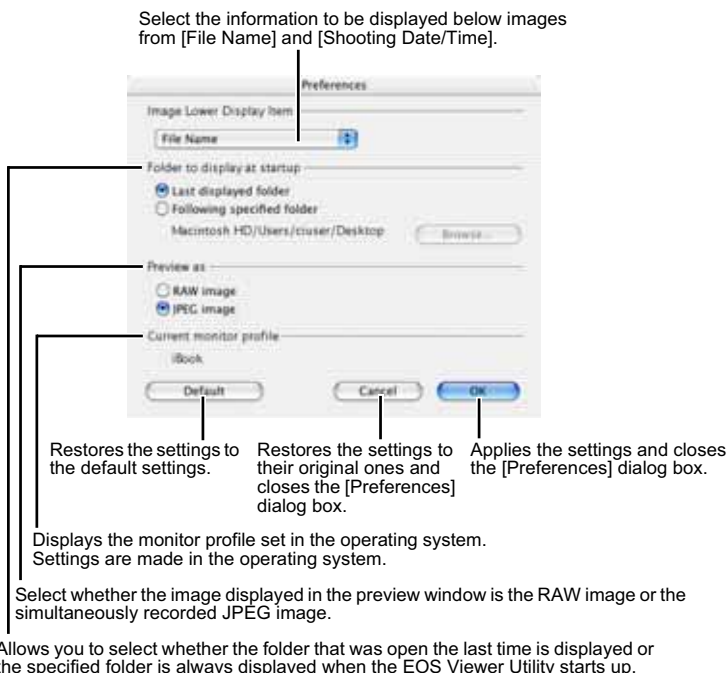 Select the information to be displayed below images
from [File Name] and [Shooting Date/Time].
Preferences
Image Lower Display Item
File Name
Folder to display at startup
Last displayed folder
Following specified folder
Macintosh HD/Users/ciuser/Desktop
Browse...
Preview as
RAW image
JPEG image
Current monitor profile
iBook
Default
Cancel
OK
Restores the settings to
the default settings.
Restores the settings to
their original ones and
closes the [Preferences]
dialog box.
Applies the settings and closes
the [Preferences] dialog box.
Displays the monitor profile set in the operating system.
Settings are made in the operating system.
Select whether the image displayed in the preview window is the RAW image or the
simultaneously recorded JPEG image.
Allows you to select whether the folder that was open the last time is displayed or
the specified folder is always displayed when the EOS Viewer Utility starts up.